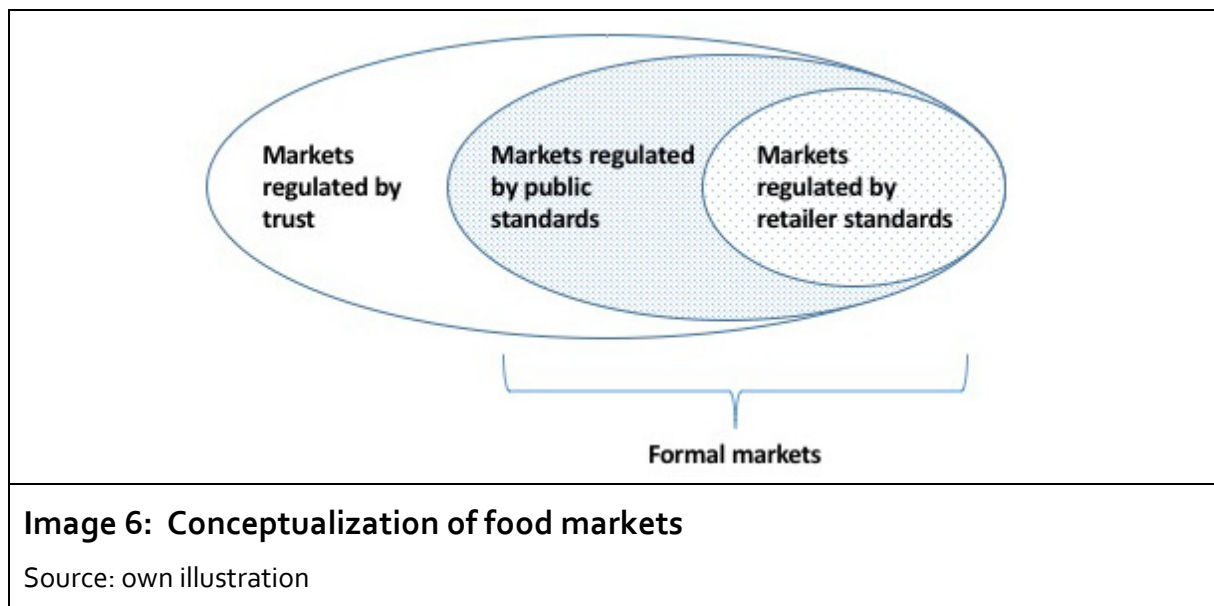 Markets
regulated by
trust
Markets regulated
by public
standards
Markets
regulated by
retailer standards
Formal markets
Image 6: Conceptualization of food markets
Source: own illustration